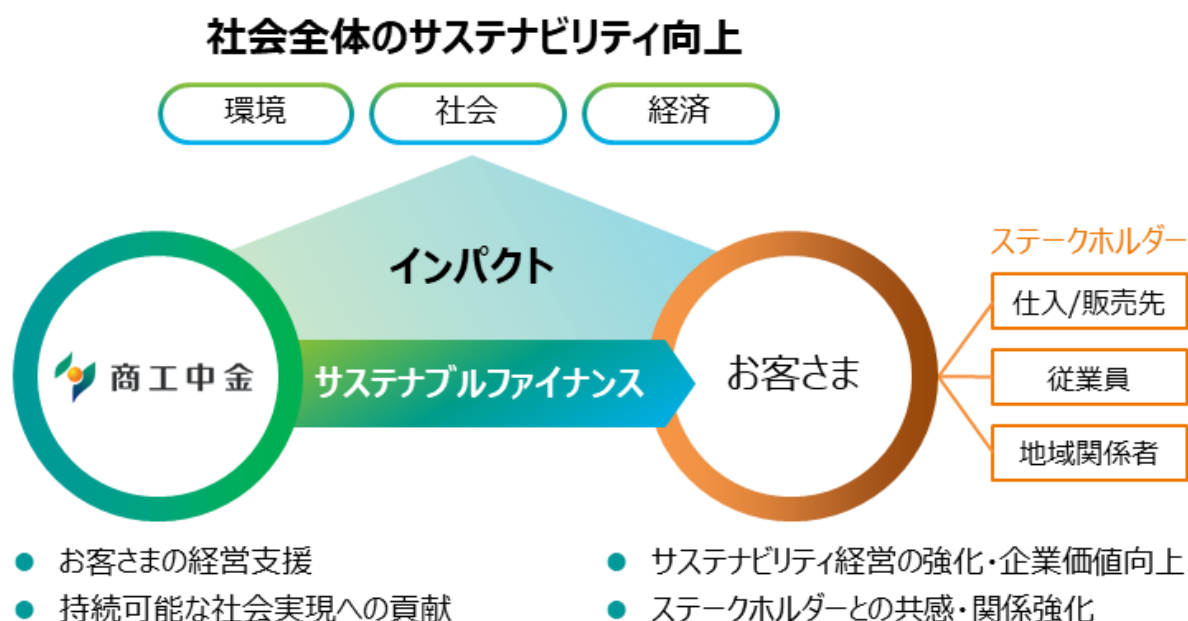 社会全体のサステナビリティ向上
環境
社会
経済
インパクト
商工中金
サステナブルファイナンス
お客さま
ステークホルダー
仕入/販売先
従業員
地域関係者
● お客さまの経営支援
● 持続可能な社会実現への貢献
● サステナビリティ経営の強化・企業価値向上
● ステークホルダーとの共感・関係強化